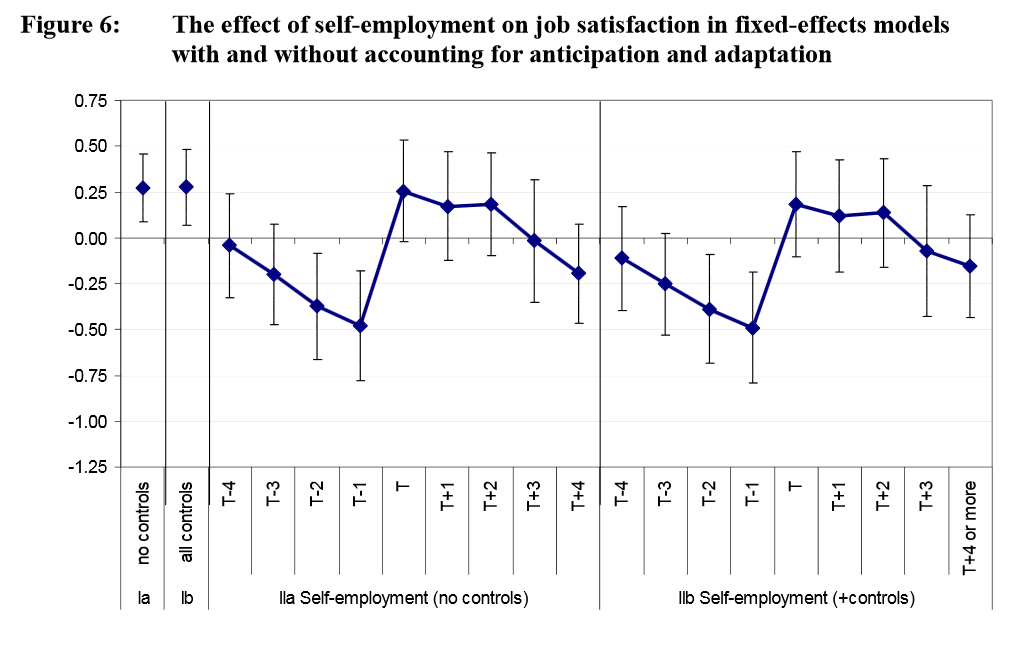 Figure 6: The effect of self-employment on job satisfaction in fixed-effects models
with and without accounting for anticipation and adaptation
0.75
0.50
0.25
0.00
-0.25
-0.50
-0.75
-1.00
-1.25
no controls
all controls
T-4
T-3
T-2
T-1
T
T+1
T+2
T+3
T+4
T-4
T-3
T-2
T-1
T
T+1
T+2
T+3
T+4 or more
Ia
Ib
IIa Self-employment (no controls)
IIb Self-employment (+controls)